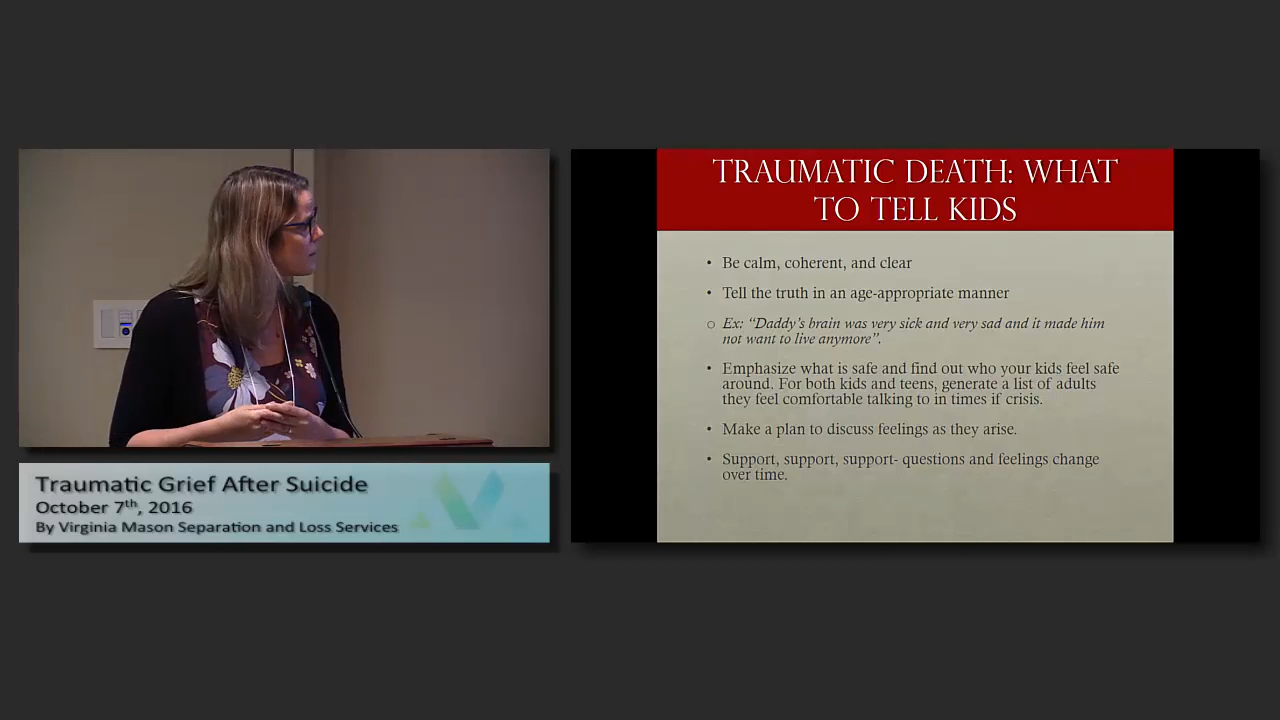 Traumatic Grief After Suicide
October 7th, 2016
By Virginia Mason Separation and Loss Services
TRAUMATIC DEATH: WHAT
TO TELL KIDS
• Be calm, coherent, and clear
• Tell the truth in an age-appropriate manner
○ Ex: “Daddy’s brain was very sick and very sad and it made him
not want to live anymore”.
• Emphasize what is safe and find out who your kids feel safe
around. For both kids and teens, generate a list of adults
they feel comfortable talking to in times if crisis.
• Make a plan to discuss feelings as they arise.
• Support, support, support- questions and feelings change
over time.